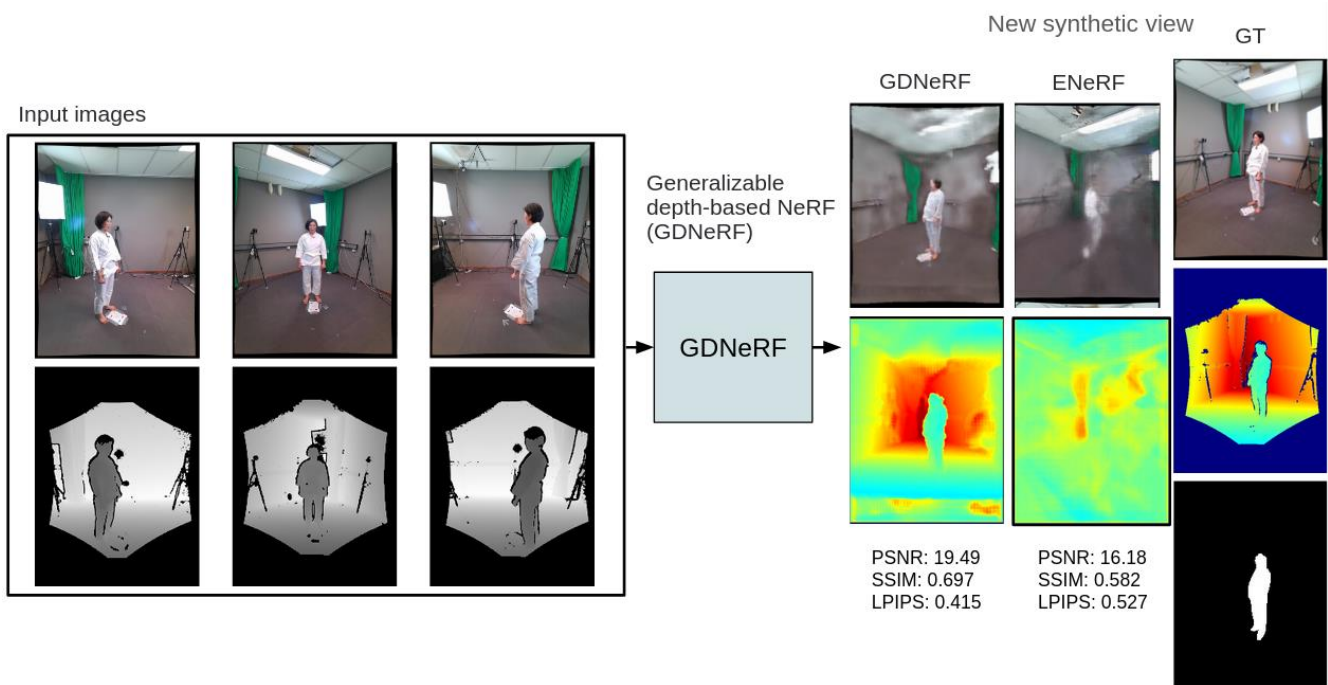 New synthetic view
GT
GDNeRF
ENeRF
Input images
Generalizable
depth-based NeRF
(GDNeRF)
GDNeRF
PSNR: 19.49
SSIM: 0.697
LPIPS: 0.415
PSNR: 16.18
SSIM: 0.582
LPIPS: 0.527